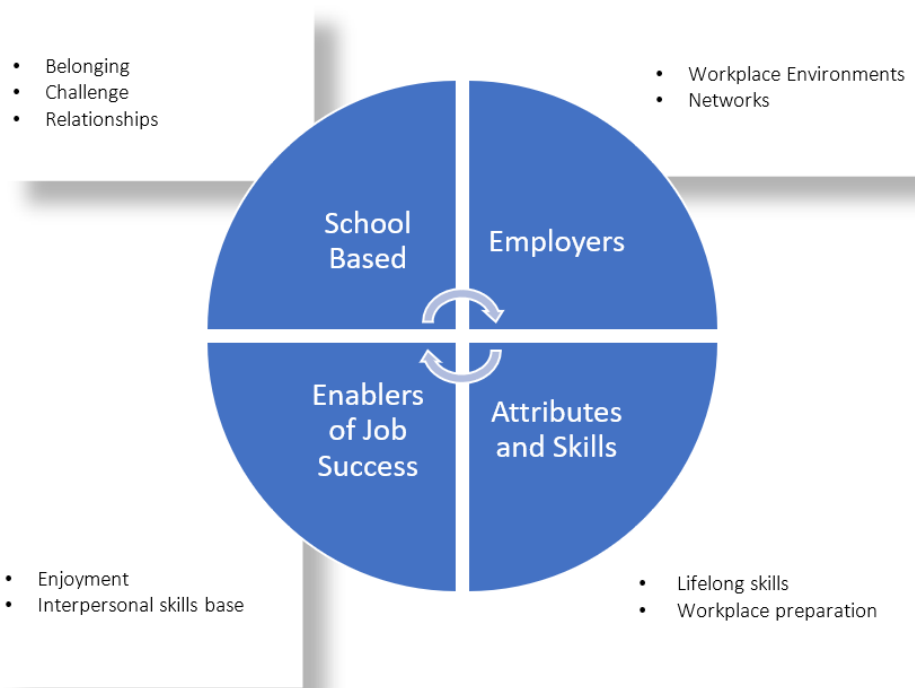 • Belonging
• Challenge
• Relationships
• Workplace Environments
• Networks
School
Based
Employers
Enablers
of Job
Success
Attributes
and Skills
• Enjoyment
• Interpersonal skills base
• Lifelong skills
• Workplace preparation